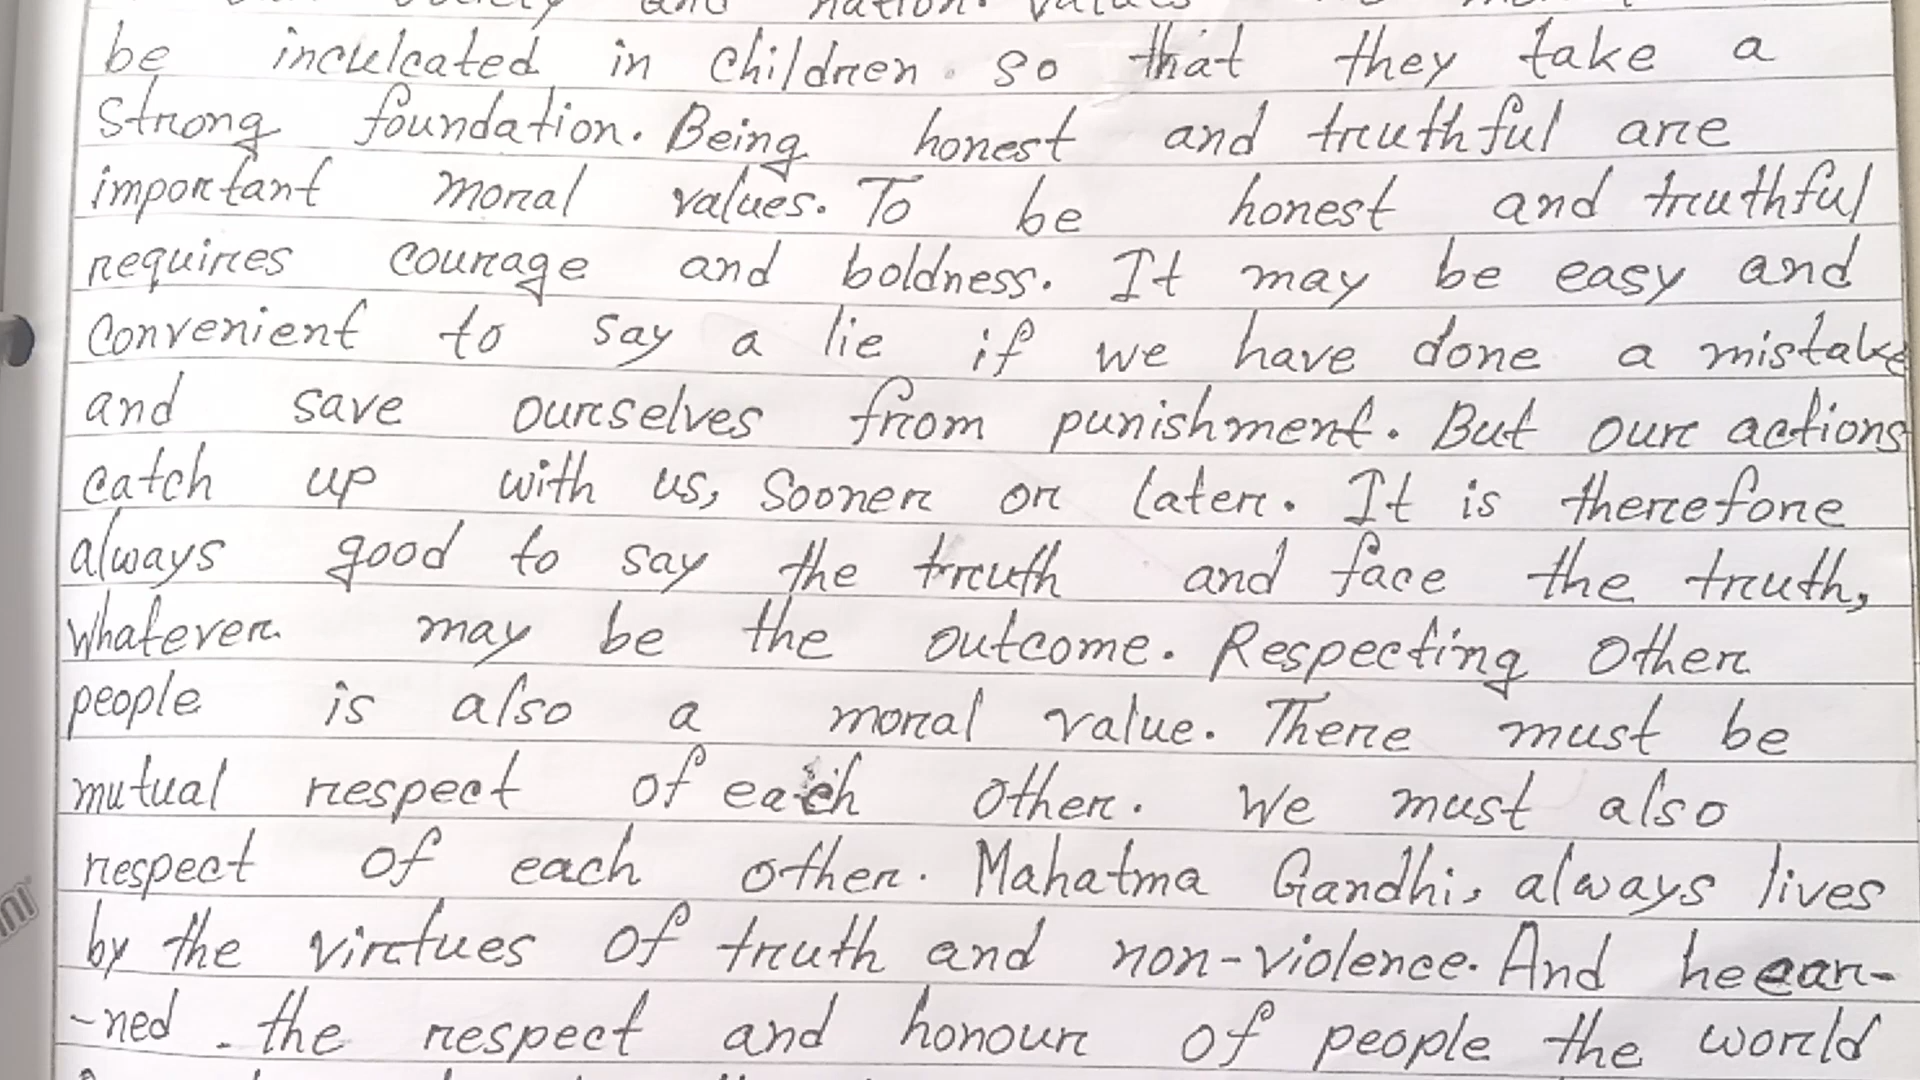 society and nation. values
be inculcated in children. so that they take a
strong foundation. Being honest and truthful are
important moral values. To be honest and truthful
requires courage and boldness. It may be easy and
convenient to say a lie if we have done a mistake
and save ourselves from punishment. But our actions
catch up with us, sooner or later. It is therefore
always good to say the truth and face the truth,
whatever may be the outcome. Respecting other
people is also a moral value. There must be
mutual respect of each other. We must also
respect of each other. Mahatma Gandhi, always lives
by the virtues of truth and non-violence. And he ear-
-ned the respect and honour of people the world